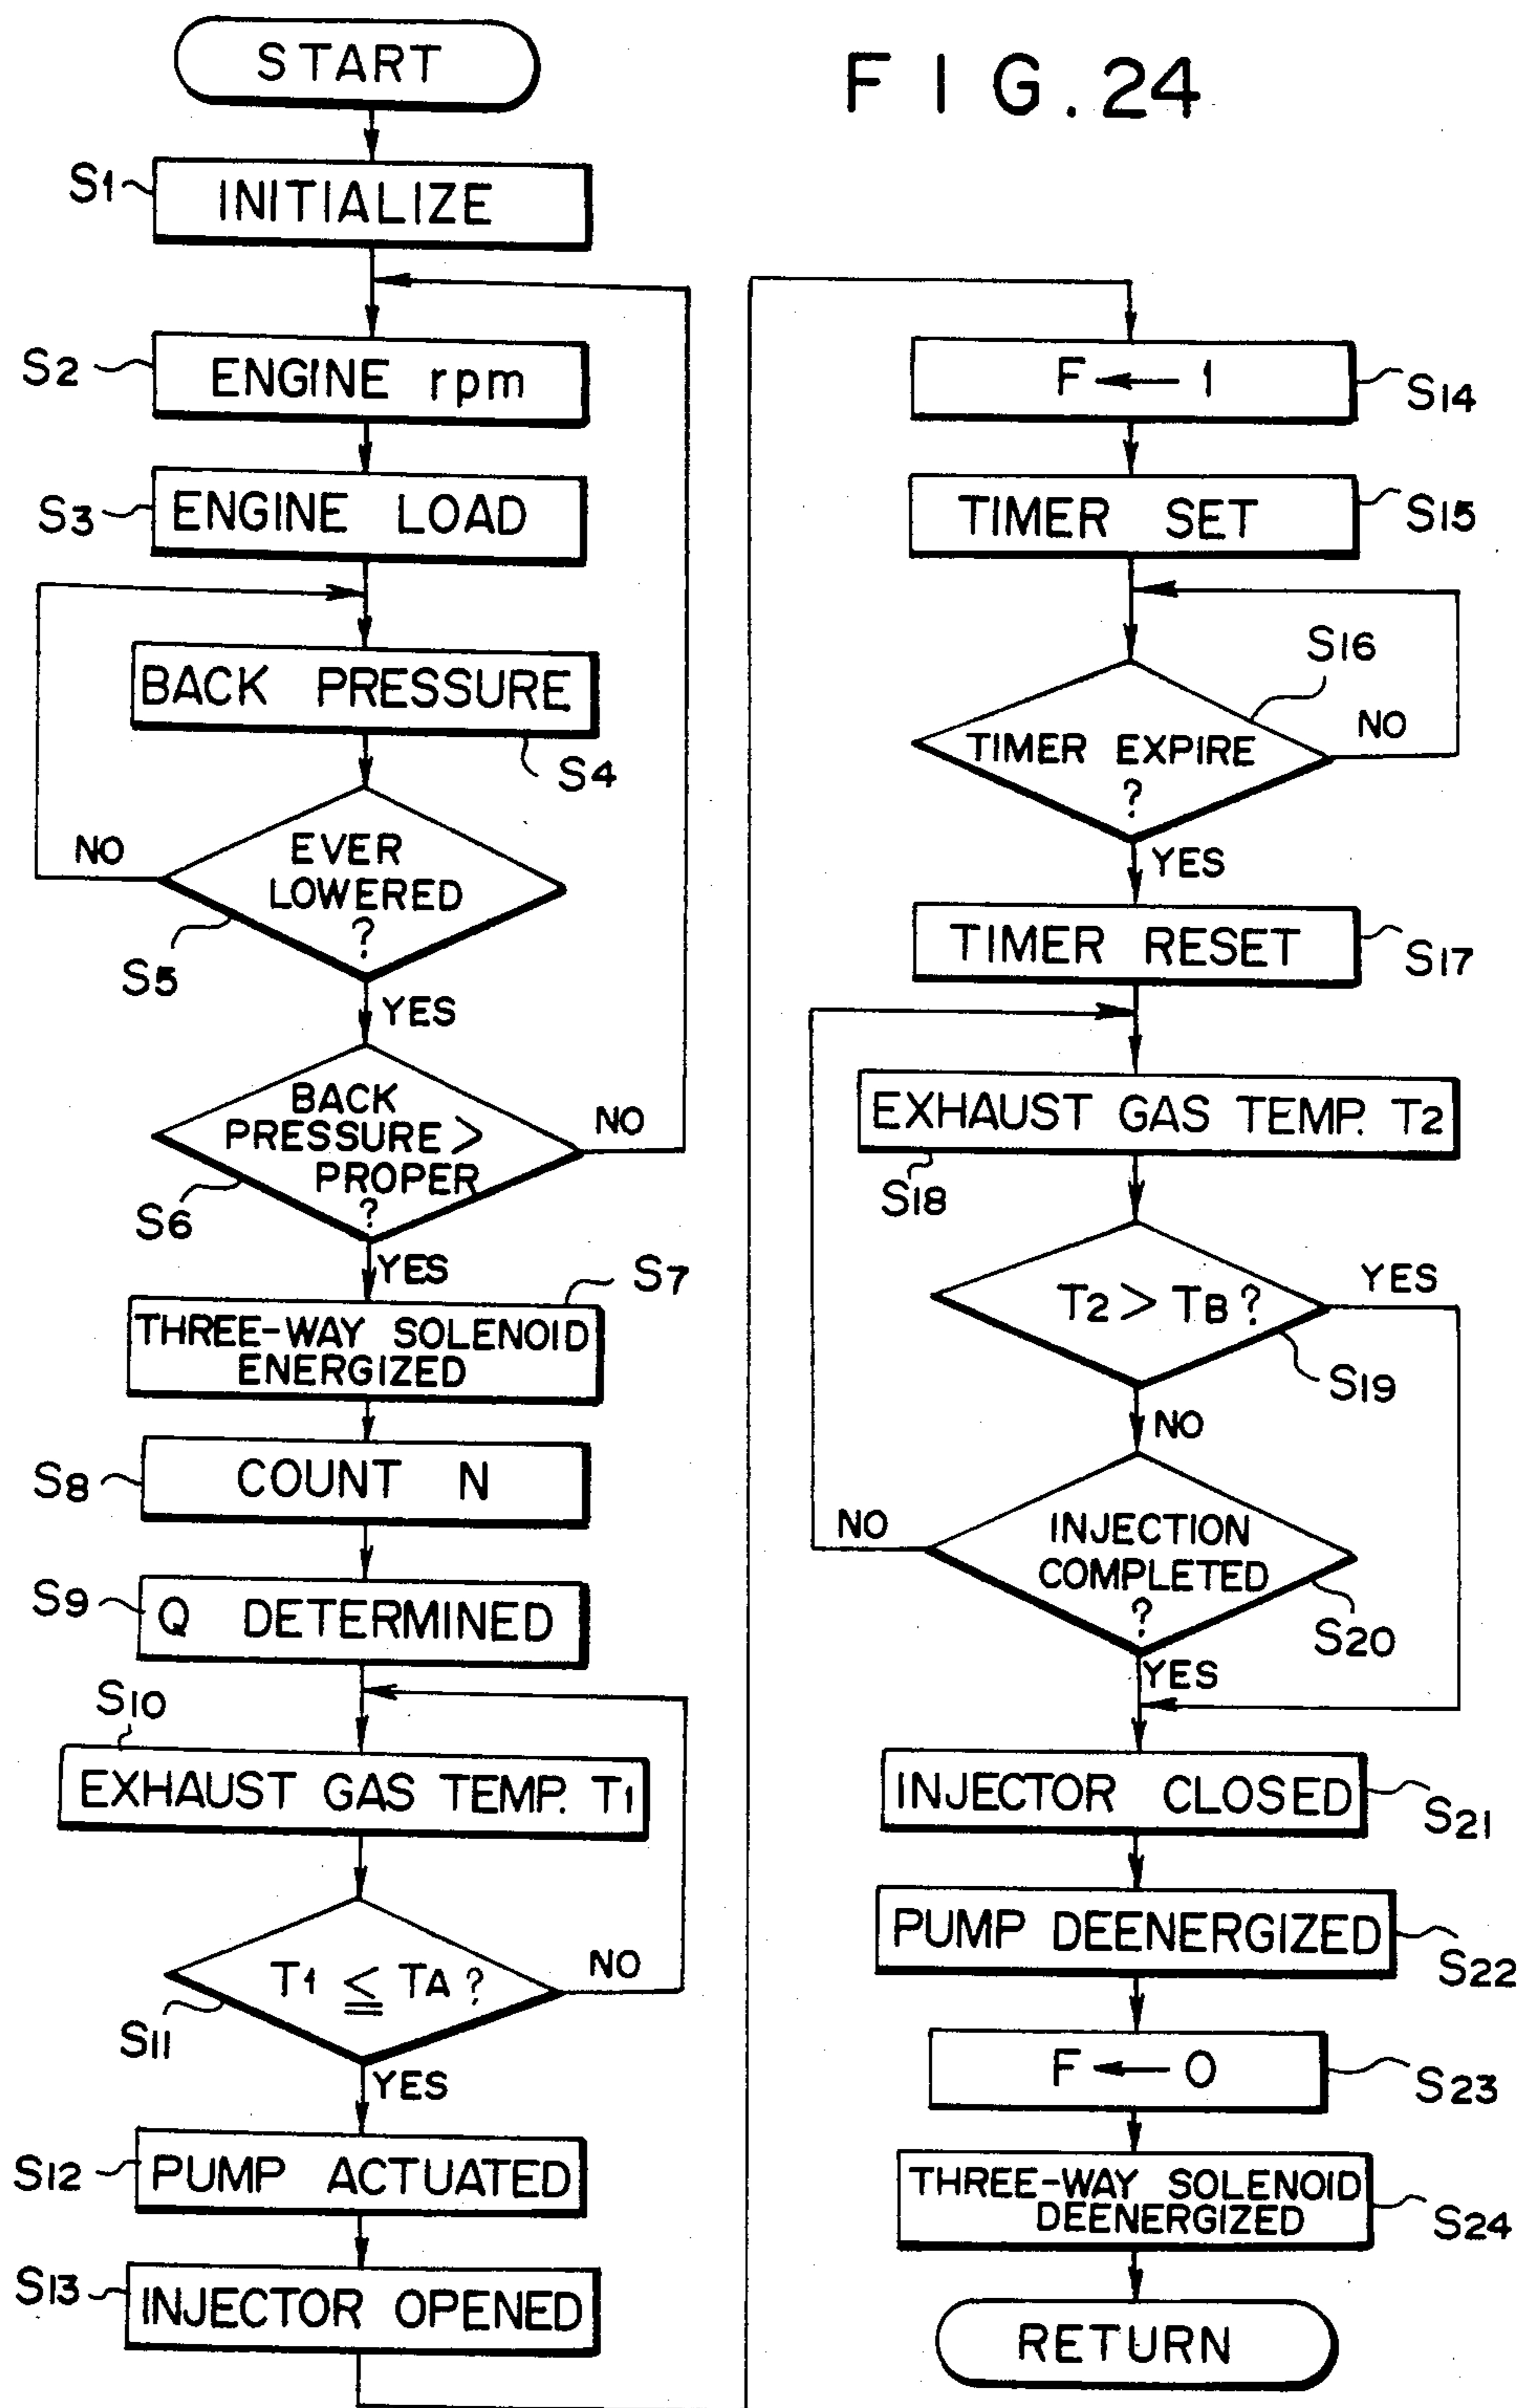 FIG. 24
START
S1
INITIALIZE
S2
ENGINE rpm
S3
ENGINE LOAD
BACK PRESSURE
S4
NO
EVER
LOWERED
?
S5
YES
BACK
PRESSURE >
PROPER
?
NO
S6
YES
S7
THREE-WAY SOLENOID
ENERGIZED
S8
COUNT N
S9
Q DETERMINED
S10
EXHAUST GAS TEMP. T1
T1 ≦ TA ?
NO
S11
YES
S12
PUMP ACTUATED
S13
INJECTOR OPENED
F ← 1
S14
TIMER SET
S15
S16
TIMER EXPIRE
?
NO
YES
TIMER RESET
S17
EXHAUST GAS TEMP. T2
S18
T2 > TB ?
YES
S19
NO
NO
INJECTION
COMPLETED
?
S20
YES
INJECTOR CLOSED
S21
PUMP DEENERGIZED
S22
F ← 0
S23
THREE-WAY SOLENOID
DEENERGIZED
S24
RETURN